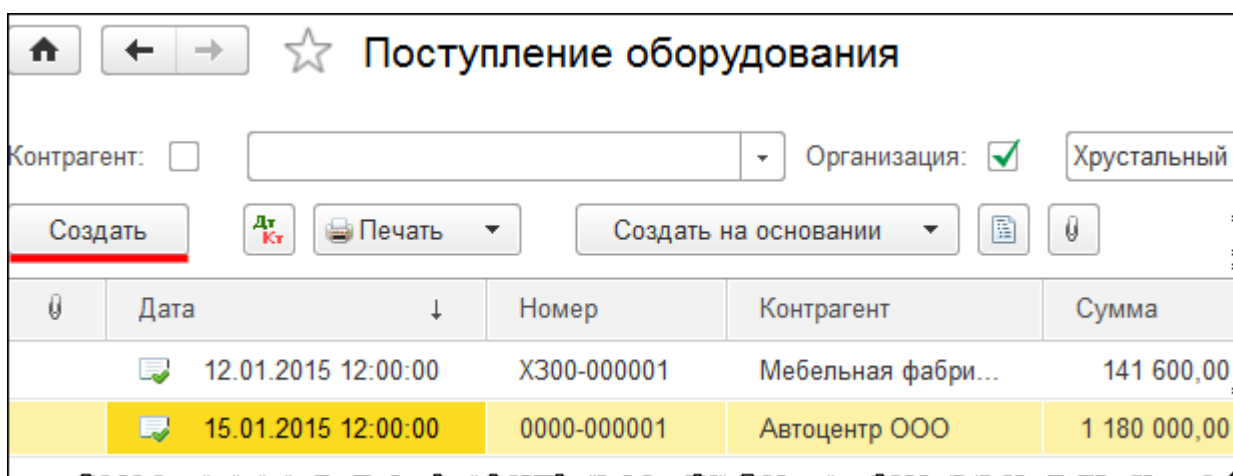 Поступление оборудования
Контрагент: Организация: Хрустальный
Создать Дт Кт Печать Создать на основании
Дата ↓ Номер Контрагент Сумма
12.01.2015 12:00:00 ХЗ00-000001 Мебельная фабри... 141 600,00
15.01.2015 12:00:00 0000-000001 Автоцентр ООО 1 180 000,00